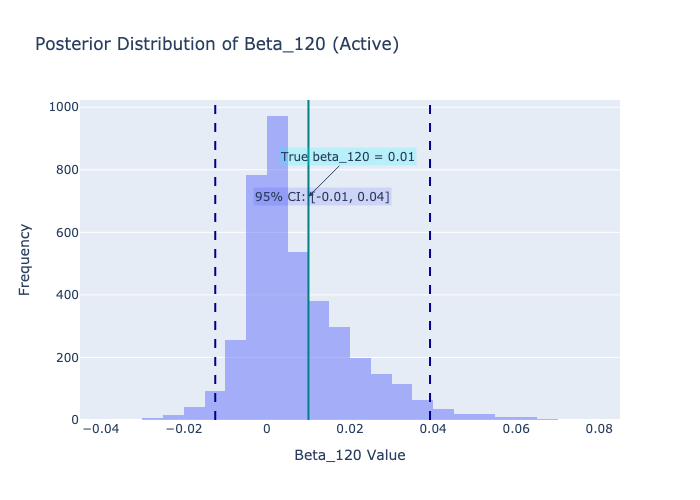 Posterior Distribution of Beta_120 (Active)
1000
True beta_120 = 0.01
800
95% CI: [-0.01, 0.04]
600
Frequency
400
200
0
−0.04 −0.02 0 0.02 0.04 0.06 0.08
Beta_120 Value